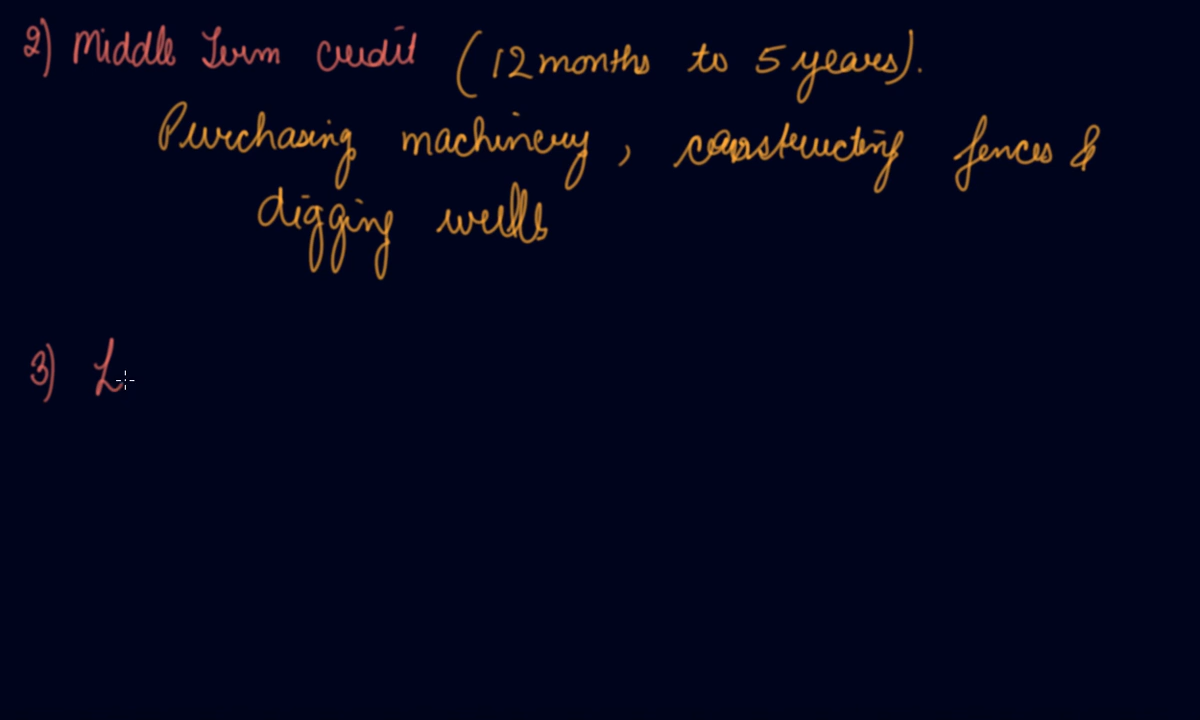 2) Middle Term Credit (12 months to 5 years).
Purchasing machinery, constructing fences &
digging wells
3) L